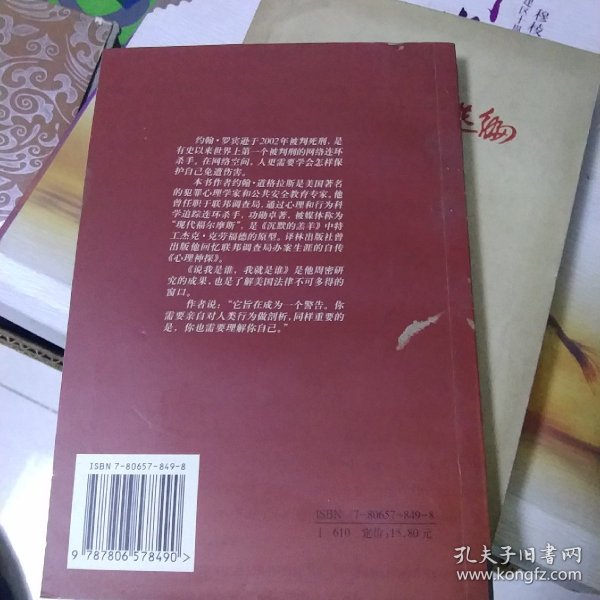 约翰·罗宾逊于2002年被判死刑，是
有史以来世界上第一个被判刑的网络连环
杀手。在网络空间，人更需要学会怎样保
护自己免遭伤害。
本书作者约翰·道格拉斯是美国著名
的犯罪心理学家和公共安全教育专家，他
曾任职于联邦调查局，通过心理和行为科
学追踪连环杀手，功勋卓著，被媒体称为
“现代福尔摩斯”，是《沉默的羔羊》中特
工杰克·克劳福德的原型。译林出版社曾
出版他回忆联邦调查局办案生涯的自传
《心理神探》。
《说我是谁，我就是谁》是他周密研
究的成果，也是了解美国法律不可多得的
窗口。
作者说：“它旨在成为一个警告。你
需要亲自对人类行为做剖析，同样重要的
是，你也需要理解你自己。”
ISBN 7-80657-849-8
9 787806 578490 >
ISBN 7-80657-849-8
I·610 定价：15.80元
选编
穆枝
孔夫子旧书网
www.kongfz.com